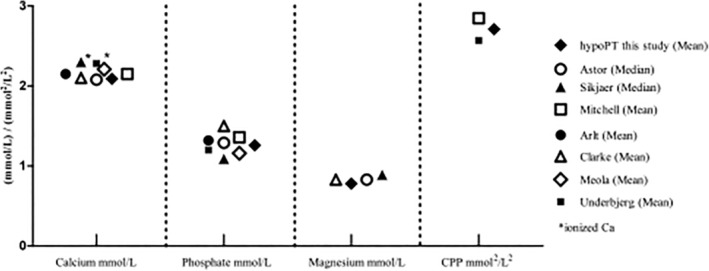 (mmol/L) / (mmol²/L²)
3
2
1
0
* *
Calcium mmol/L Phosphate mmol/L Magnesium mmol/L CPP mmol²/L²
hypoPT this study (Mean)
Astor (Median)
Sikjaer (Median)
Mitchell (Mean)
Arlt (Mean)
Clarke (Mean)
Meola (Mean)
Underbjerg (Mean)
*ionized Ca